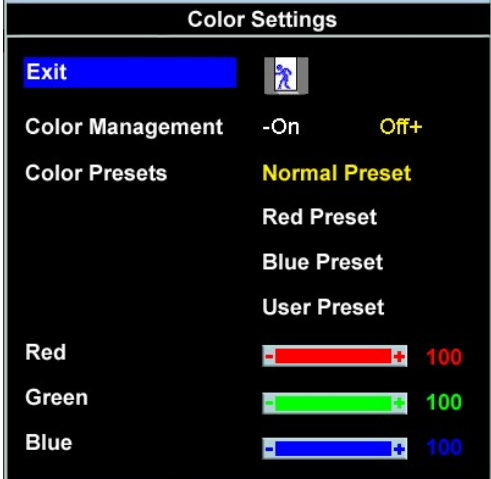 Color Settings
Exit
Color Management -On Off+
Color Presets Normal Preset
Red Preset
Blue Preset
User Preset
Red - + 100
Green - + 100
Blue - + 100